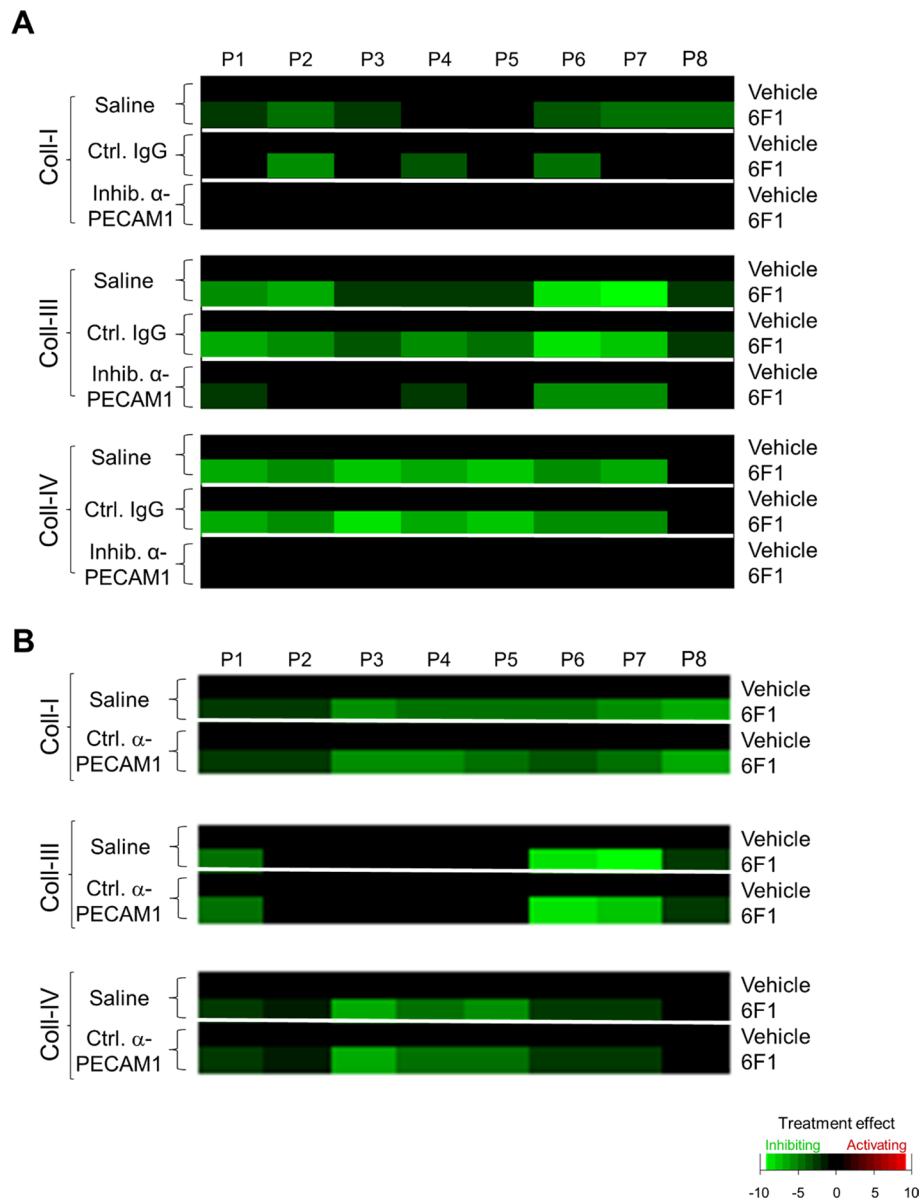 A
P1 P2 P3 P4 P5 P6 P7 P8
Coll-I
Saline
Vehicle
6F1
Ctrl. IgG
Vehicle
6F1
Inhib. α-
PECAM1
Vehicle
6F1
Coll-III
Saline
Vehicle
6F1
Ctrl. IgG
Vehicle
6F1
Inhib. α-
PECAM1
Vehicle
6F1
Coll-IV
Saline
Vehicle
6F1
Ctrl. IgG
Vehicle
6F1
Inhib. α-
PECAM1
Vehicle
6F1
B
P1 P2 P3 P4 P5 P6 P7 P8
Coll-I
Saline
Vehicle
6F1
Ctrl. α-
PECAM1
Vehicle
6F1
Coll-III
Saline
Vehicle
6F1
Ctrl. α-
PECAM1
Vehicle
6F1
Coll-IV
Saline
Vehicle
6F1
Ctrl. α-
PECAM1
Vehicle
6F1
Treatment effect
Inhibiting Activating
-10 -5 0 5 10